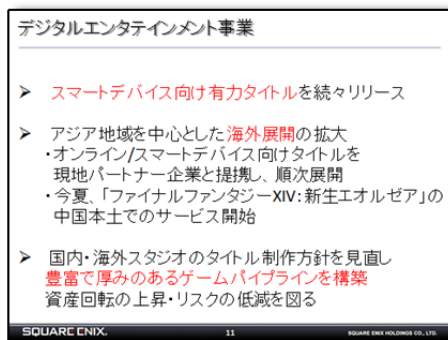 デジタルエンタテインメント事業
➤ スマートデバイス向け有力タイトルを続々リリース
➤ アジア地域を中心とした海外展開の拡大
・オンライン/スマートデバイス向けタイトルを
現地パートナー企業と提携し、順次展開
・今夏、「ファイナルファンタジーXIV:新生エオルゼア」の
中国本土でのサービス開始
➤ 国内・海外スタジオのタイトル制作方針を見直し
豊富で厚みのあるゲームパイプラインを構築
資産回転の上昇・リスクの低減を図る
SQUARE ENIX. 11 SQUARE ENIX HOLDINGS CO., LTD.